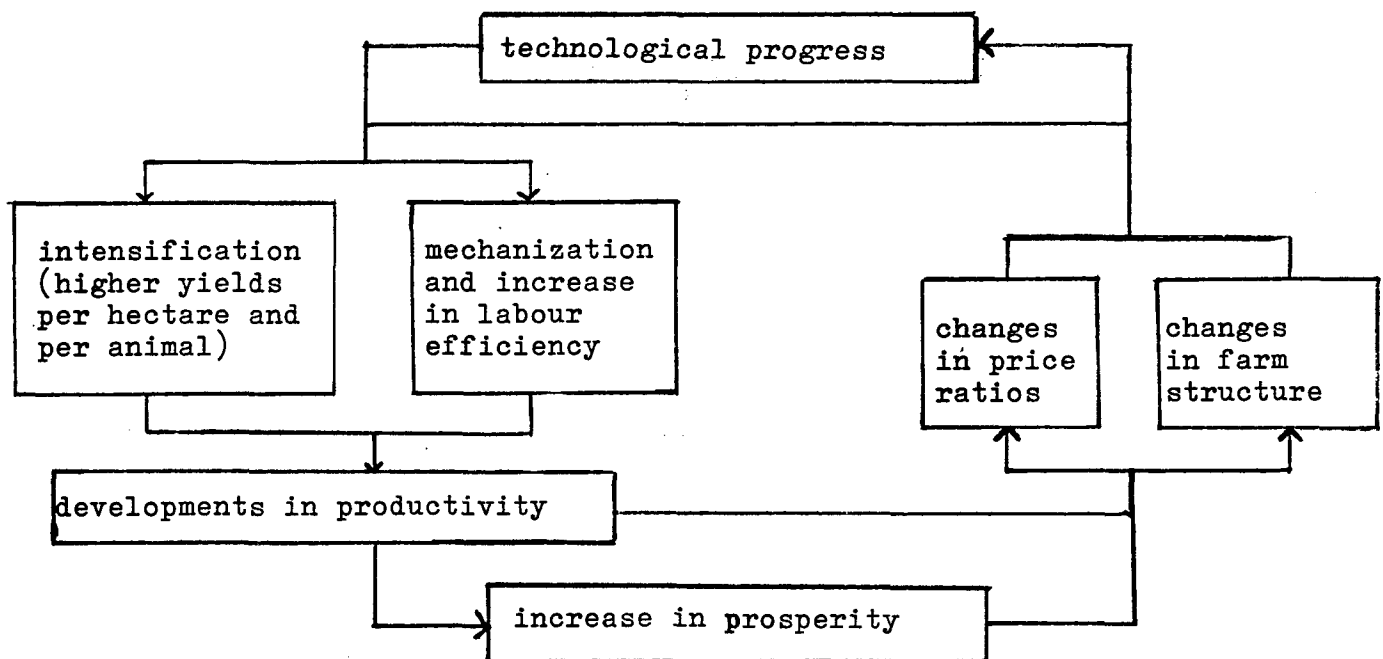 technological progress
intensification
(higher yields
per hectare and
per animal)
mechanization
and increase
in labour
efficiency
changes
in price
ratios
changes
in farm
structure
developments in productivity
increase in prosperity